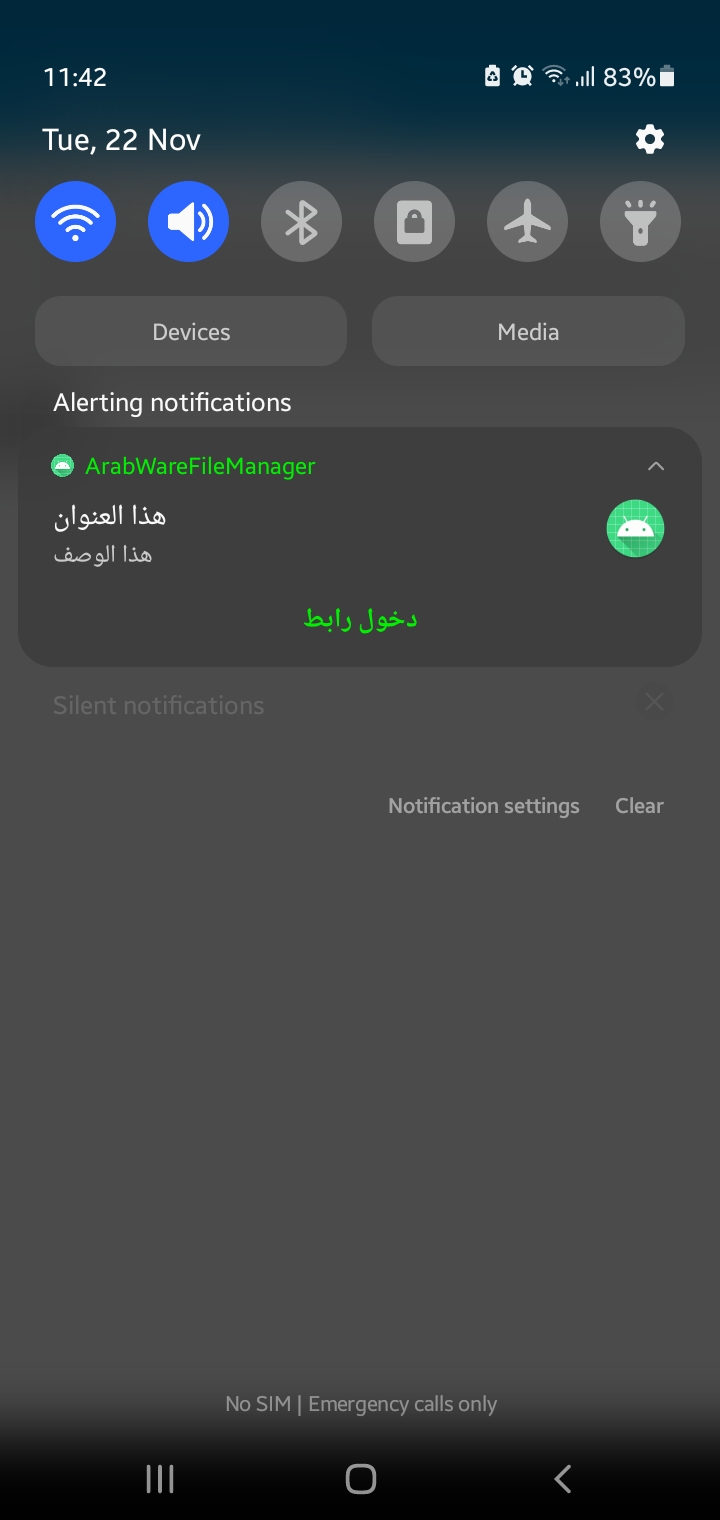 11:42
83%
Tue, 22 Nov
Devices
Media
Alerting notifications
ArabWareFileManager
هذا العنوان
هذا الوصف
دخول رابط
Silent notifications
Notification settings
Clear
No SIM | Emergency calls only